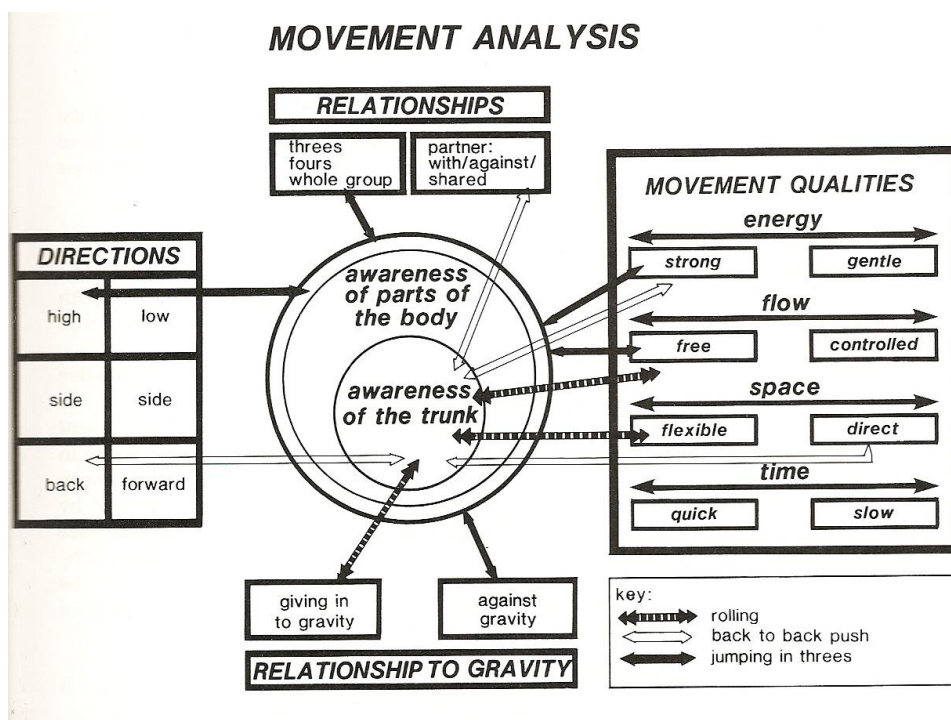 MOVEMENT ANALYSIS
RELATIONSHIPS
threes
fours
whole group
partner:
with/against/
shared
DIRECTIONS
high
low
side
side
back
forward
awareness
of parts of
the body
awareness
of the trunk
MOVEMENT QUALITIES
energy
strong
gentle
flow
free
controlled
space
flexible
direct
time
quick
slow
giving in
to gravity
against
gravity
RELATIONSHIP TO GRAVITY
key:
rolling
back to back push
jumping in threes